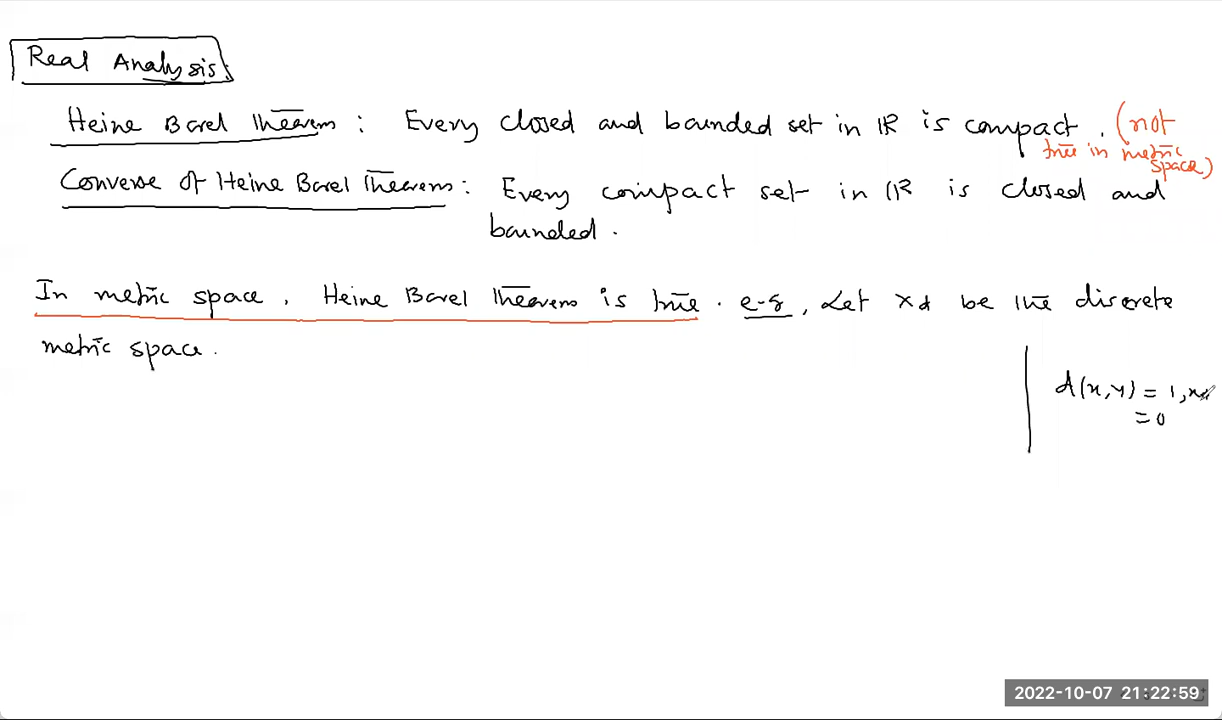 Real Analysis:
Heine Borel Theorem : Every closed and bounded set in IR is compact . (not
true in metric
space)
Converse of Heine Borel Theorem : Every compact set in IR is closed and
bounded .
In metric space, Heine Borel Theorem is true . e-g, Let Xd be the discrete
metric space.
d(x,y) = 1, x≠
=0
2022-10-07 21:22:59